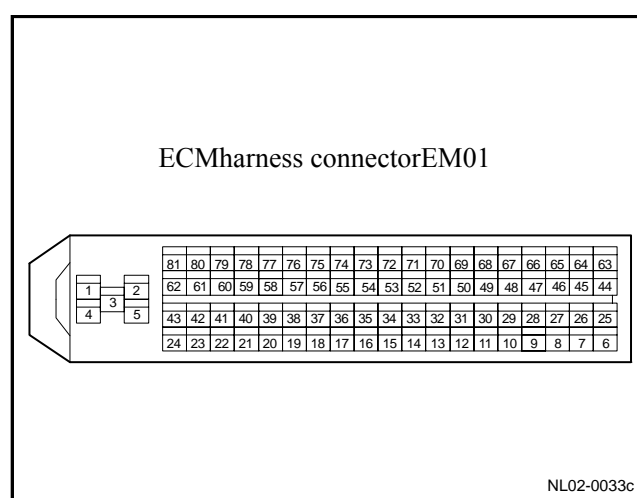 ECMharness connectorEM01
81 80 79 78 77 76 75 74 73 72 71 70 69 68 67 66 65 64 63
1 2 62 61 60 59 58 57 56 55 54 53 52 51 50 49 48 47 46 45 44
3
4 5 43 42 41 40 39 38 37 36 35 34 33 32 31 30 29 28 27 26 25
24 23 22 21 20 19 18 17 16 15 14 13 12 11 10 9 8 7 6
NL02-0033c